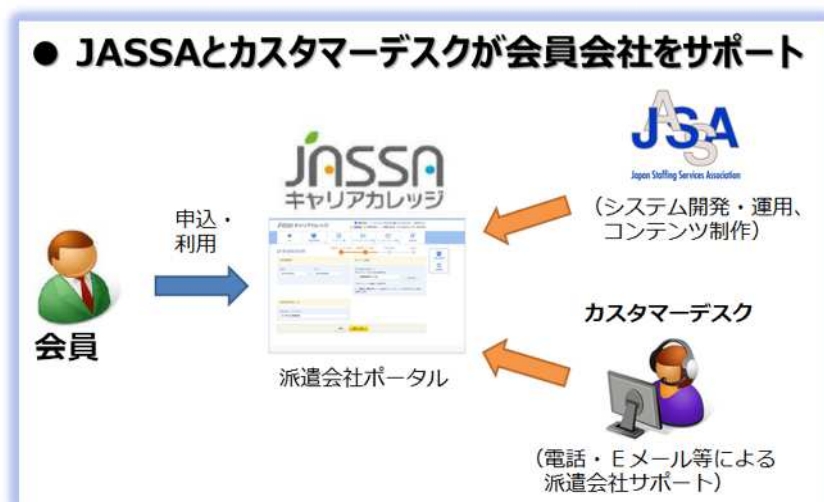 ● JASSAとカスタマーデスクが会員会社をサポート
JASSA
キャリアカレッジ
JASSA
Japan Staffing Services Association
（システム開発・運用、
コンテンツ制作）
申込・
利用
会員
派遣会社ポータル
カスタマーデスク
（電話・Ｅメール等による
派遣会社サポート）